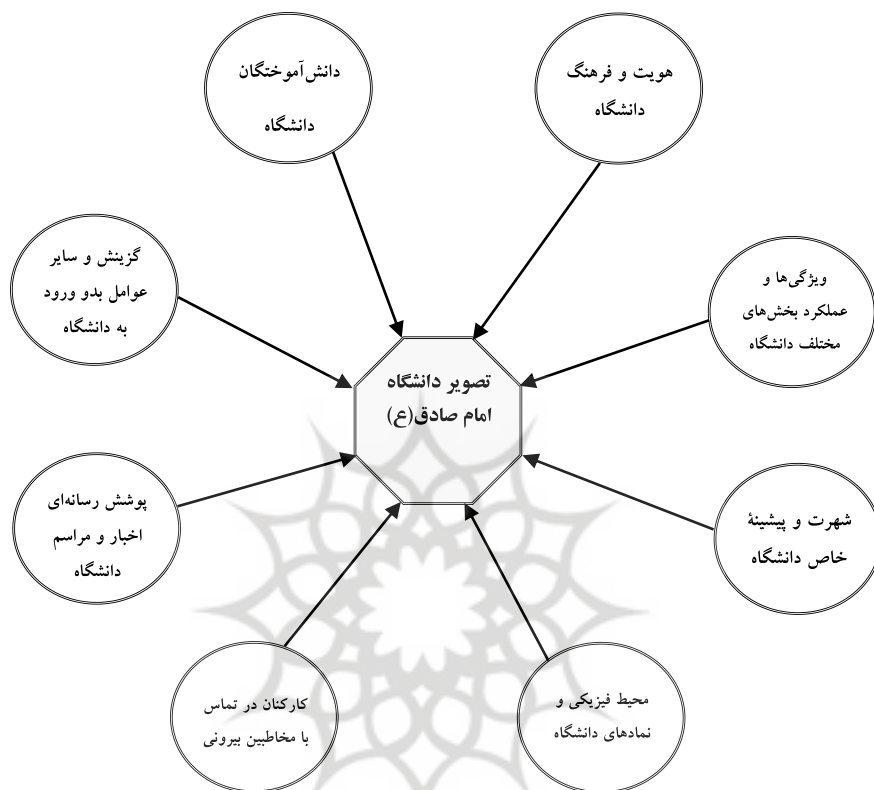 هویت و فرهنگ
دانشگاه
دانش‌آموختگان
دانشگاه
ویژگی‌ها و
عملکرد بخش‌های
مختلف دانشگاه
گزینش و سایر
عوامل بدو ورود
به دانشگاه
تصویر دانشگاه
امام صادق(ع)
شهرت و پیشینهٔ
خاص دانشگاه
پوشش رسانه‌ای
اخبار و مراسم
دانشگاه
محیط فیزیکی و
نمادهای دانشگاه
کارکنان در تماس
با مخاطبین بیرونی